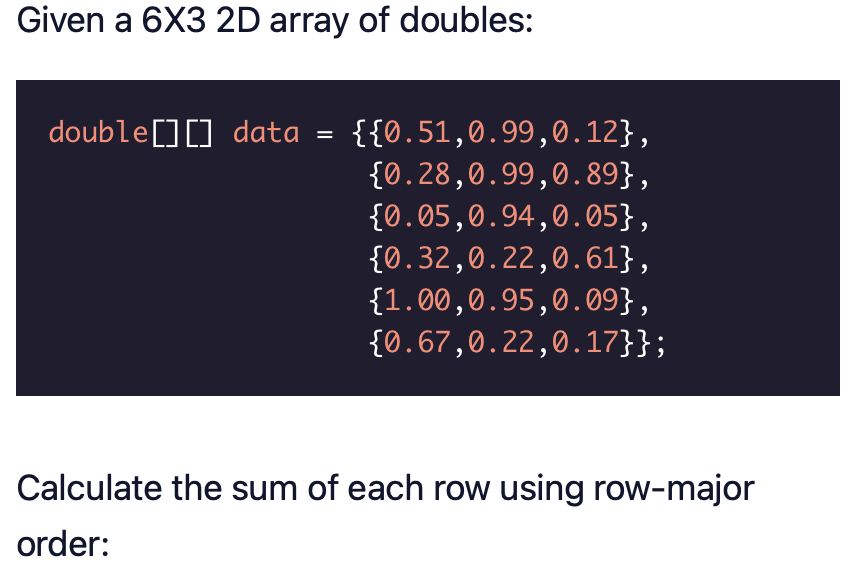 Given a 6X3 2D array of doubles:
double[][] data = {{0.51,0.99,0.12},
{0.28,0.99,0.89},
{0.05,0.94,0.05},
{0.32,0.22,0.61},
{1.00,0.95,0.09},
{0.67,0.22,0.17}};
Calculate the sum of each row using row-major
order: